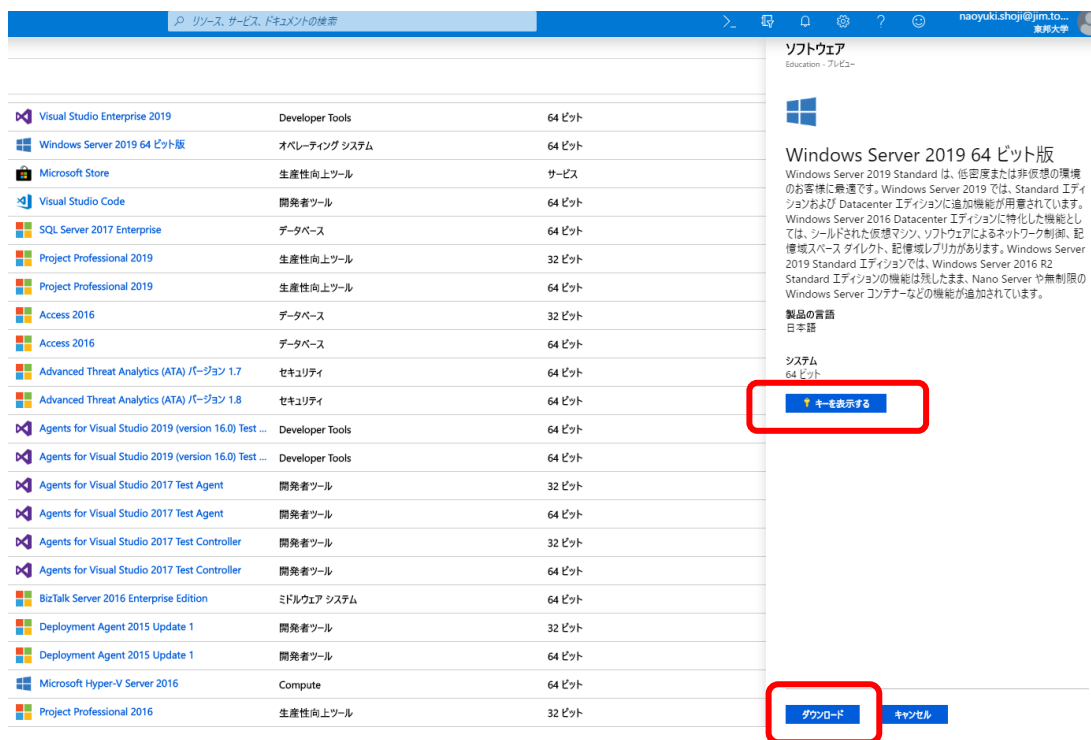 リソース、サービス、ドキュメントの検索
naoyuki.shoji@jim.to...
東邦大学
Visual Studio Enterprise 2019 Developer Tools 64 ビット
Windows Server 2019 64 ビット版 オペレーティング システム 64 ビット
Microsoft Store 生産性向上ツール サービス
Visual Studio Code 開発者ツール 64 ビット
SQL Server 2017 Enterprise データベース 64 ビット
Project Professional 2019 生産性向上ツール 32 ビット
Project Professional 2019 生産性向上ツール 64 ビット
Access 2016 データベース 32 ビット
Access 2016 データベース 64 ビット
Advanced Threat Analytics (ATA) バージョン 1.7 セキュリティ 64 ビット
Advanced Threat Analytics (ATA) バージョン 1.8 セキュリティ 64 ビット
Agents for Visual Studio 2019 (version 16.0) Test ... Developer Tools 64 ビット
Agents for Visual Studio 2019 (version 16.0) Test ... Developer Tools 64 ビット
Agents for Visual Studio 2017 Test Agent 開発者ツール 32 ビット
Agents for Visual Studio 2017 Test Agent 開発者ツール 64 ビット
Agents for Visual Studio 2017 Test Controller 開発者ツール 32 ビット
Agents for Visual Studio 2017 Test Controller 開発者ツール 64 ビット
BizTalk Server 2016 Enterprise Edition ミドルウェア システム 64 ビット
Deployment Agent 2015 Update 1 開発者ツール 32 ビット
Deployment Agent 2015 Update 1 開発者ツール 64 ビット
Microsoft Hyper-V Server 2016 Compute 64 ビット
Project Professional 2016 生産性向上ツール 32 ビット
ソフトウェア
Education - プレビュー
Windows Server 2019 64 ビット版
Windows Server 2019 Standard は、低密度または非仮想の環境
のお客様に最適です。Windows Server 2019 では、Standard エディ
ションおよび Datacenter エディションに追加機能が用意されています。
Windows Server 2016 Datacenter エディションに特化した機能とし
ては、シールドされた仮想マシン、ソフトウェアによるネットワーク制御、記
憶域スペース ダイレクト、記憶域レプリカがあります。Windows Server
2019 Standard エディションでは、Windows Server 2016 R2
Standard エディションの機能は残したまま、Nano Server や無制限の
Windows Server コンテナーなどの機能が追加されています。
製品の言語
日本語
システム
64 ビット
キーを表示する
ダウンロード キャンセル